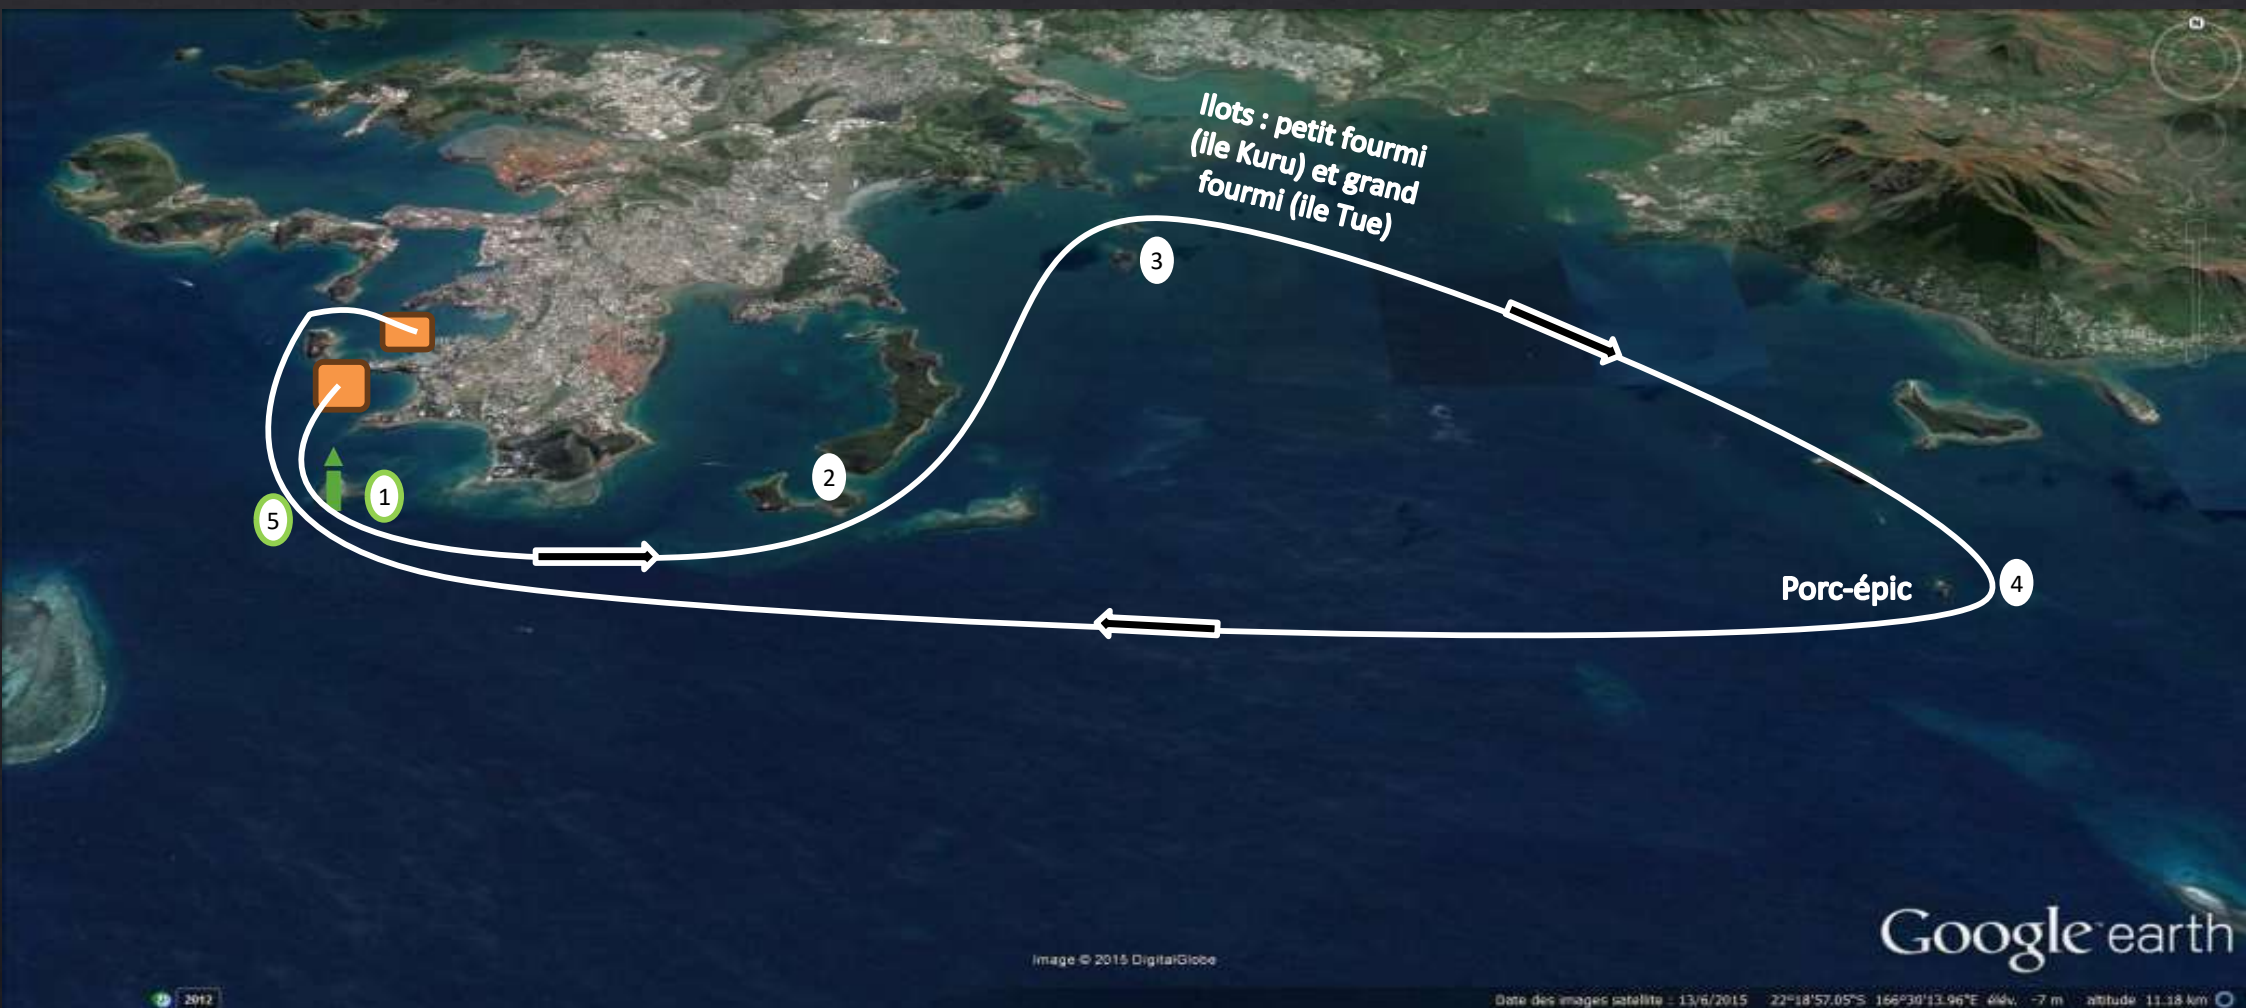 N
Ilots : petit fourmi
(ile Kuru) et grand
fourmi (ile Tue)
3
2
1
5
4
Porc-épic
Google earth
Image © 2015 DigitalGlobe
2012
Date des images satellite : 13/6/2015 22°18'57.05"S 166°30'13.96"E élév. -7 m altitude 11.18 km